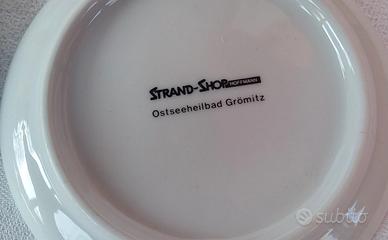 STRAND-SHOP HOFFMANN
Ostseeheilbad Grömitz
subito